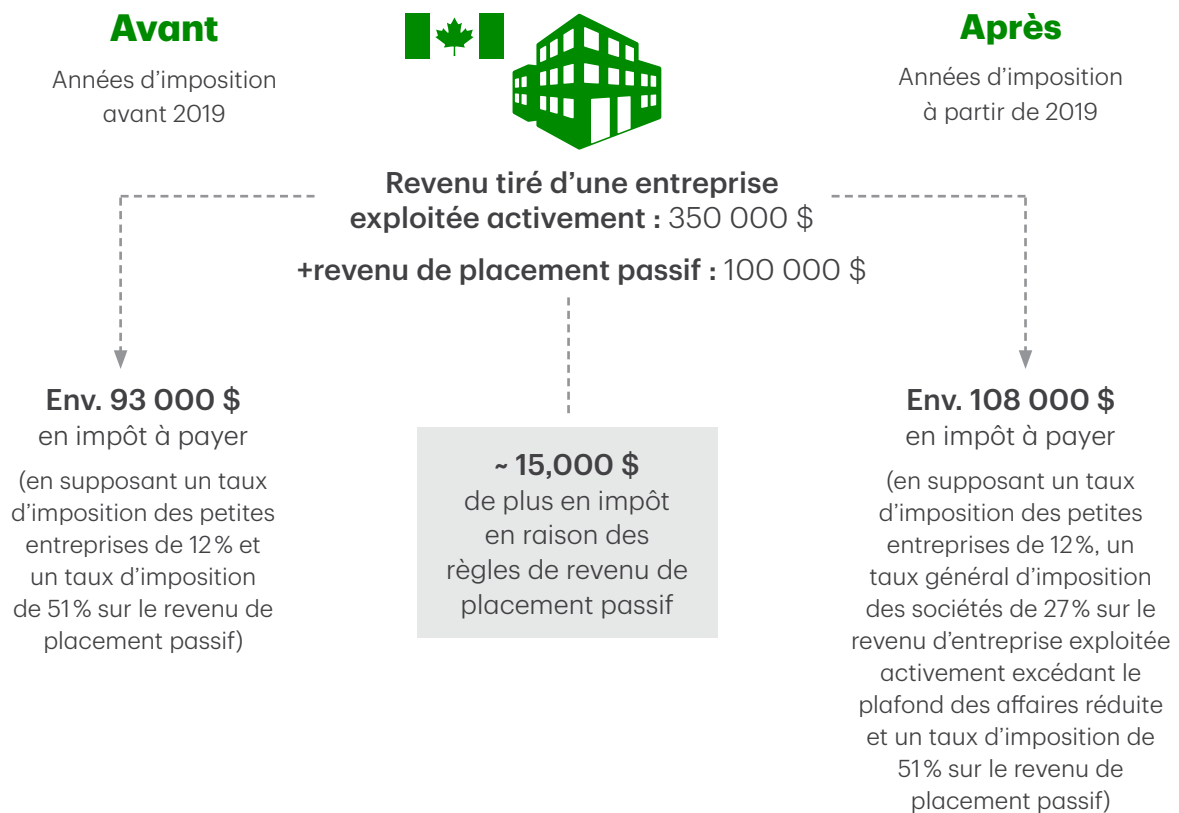 Avant
Années d'imposition
avant 2019
Après
Années d'imposition
à partir de 2019
Revenu tiré d'une entreprise
exploitée activement : 350 000 $
+revenu de placement passif : 100 000 $
Env. 93 000 $
en impôt à payer
(en supposant un taux
d'imposition des petites
entreprises de 12 % et
un taux d'imposition
de 51 % sur le revenu de
placement passif)
~ 15,000 $
de plus en impôt
en raison des
règles de revenu de
placement passif
Env. 108 000 $
en impôt à payer
(en supposant un taux
d'imposition des petites
entreprises de 12 %, un
taux général d'imposition
des sociétés de 27 % sur le
revenu d'entreprise exploitée
activement excédant le
plafond des affaires réduite
et un taux d'imposition de
51 % sur le revenu de
placement passif)